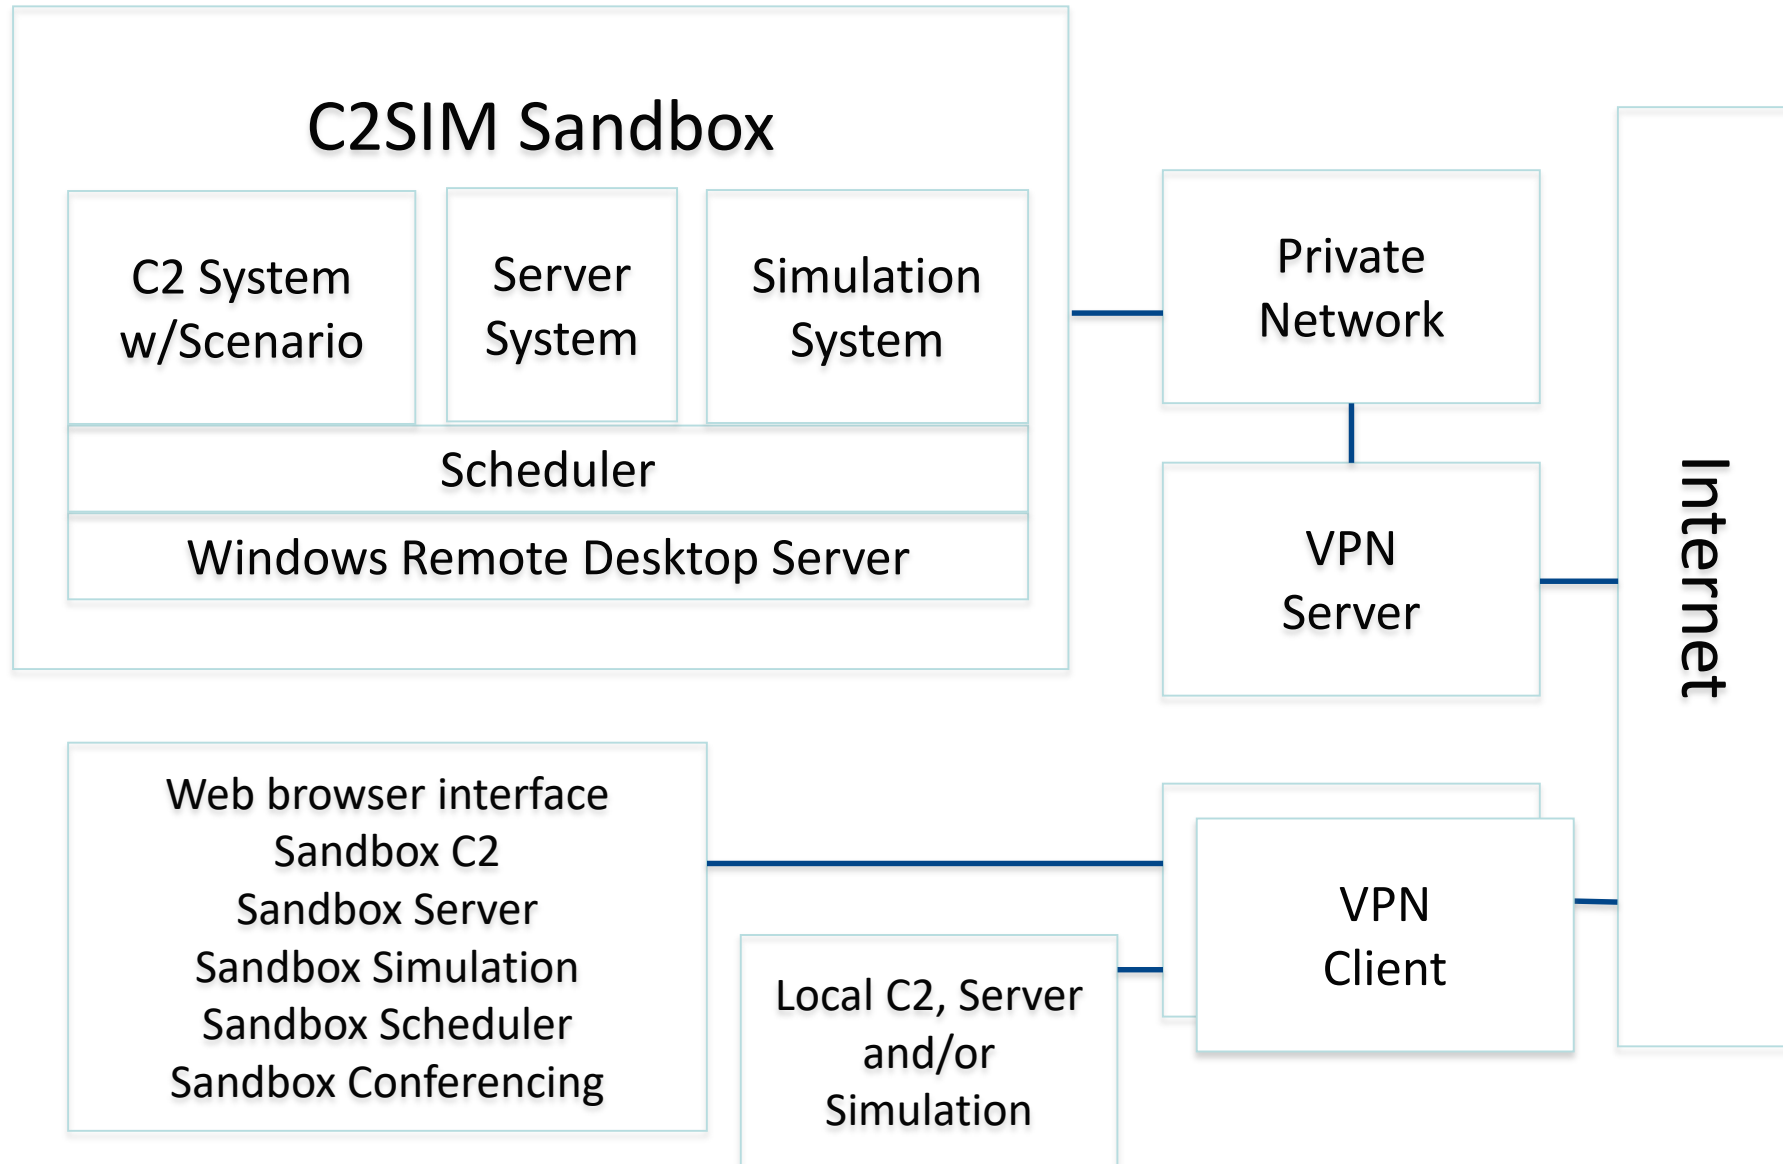 C2SIM Sandbox
C2 System
w/Scenario
Server
System
Simulation
System
Scheduler
Windows Remote Desktop Server
Private
Network
VPN
Server
Internet
Web browser interface
Sandbox C2
Sandbox Server
Sandbox Simulation
Sandbox Scheduler
Sandbox Conferencing
Local C2, Server
and/or
Simulation
VPN
Client